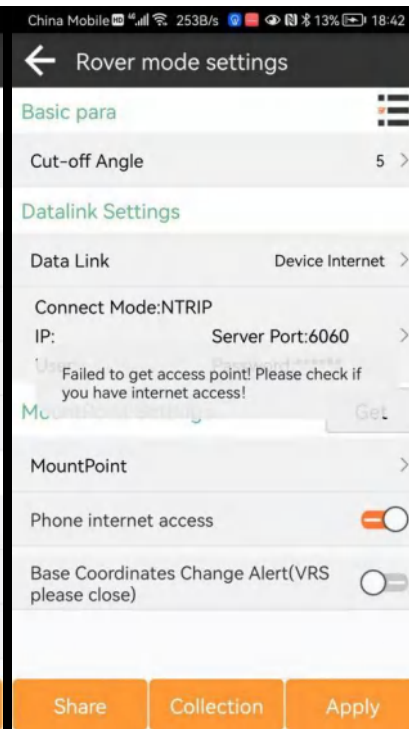 China Mobile HD 4G 253B/s 13% 18:42
Rover mode settings
Basic para
Cut-off Angle 5
Datalink Settings
Data Link Device Internet
Connect Mode:NTRIP
IP: Server Port:6060
Failed to get access point! Please check if
you have internet access!
Get
MountPoint
Phone internet access
Base Coordinates Change Alert(VRS
please close)
Share Collection Apply